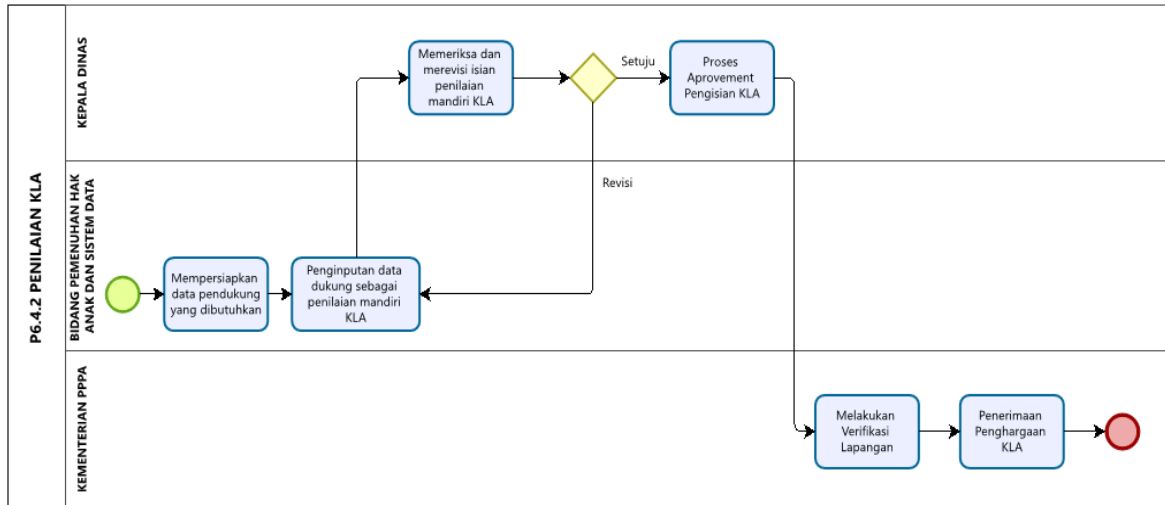 P6.4.2 PENILAIAN KLA
KEPALA DINAS
Memeriksa dan
merevisi isian
penilaian
mandiri KLA
Setuju
Proses
Aprovement
Pengisian KLA
Revisi
BIDANG PEMENUHAN HAK
ANAK DAN SISTEM DATA
Mempersiapkan
data pendukung
yang dibutuhkan
Penginputan data
dukung sebagai
penilaian mandiri
KLA
KEMENTERIAN PPPA
Melakukan
Verifikasi
Lapangan
Penerimaan
Penghargaan
KLA